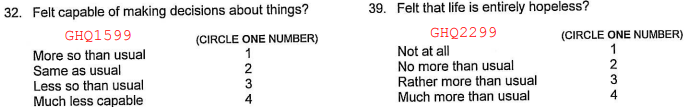 32. Felt capable of making decisions about things?
GHQ1599
(CIRCLE ONE NUMBER)
More so than usual 1
Same as usual 2
Less so than usual 3
Much less capable 4
39. Felt that life is entirely hopeless?
GHQ2299
(CIRCLE ONE NUMBER)
Not at all 1
No more than usual 2
Rather more than usual 3
Much more than usual 4